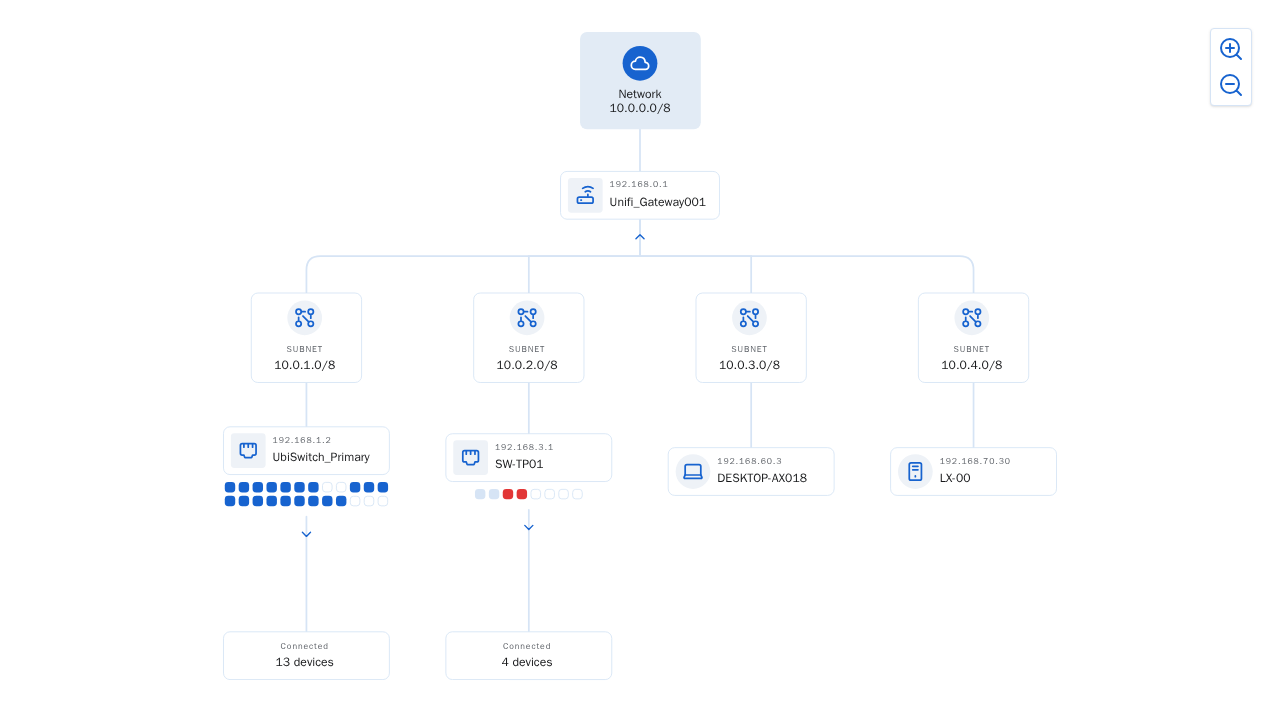 Network
10.0.0.0/8
192.168.0.1
Unifi_Gateway001
SUBNET
10.0.1.0/8
SUBNET
10.0.2.0/8
SUBNET
10.0.3.0/8
SUBNET
10.0.4.0/8
192.168.1.2
UbiSwitch_Primary
192.168.3.1
SW-TP01
192.168.60.3
DESKTOP-AX018
192.168.70.30
LX-00
Connected
13 devices
Connected
4 devices